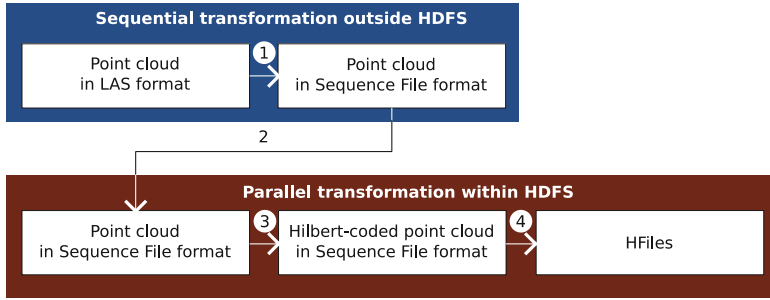 Sequential transformation outside HDFS
Point cloud
in LAS format
1
Point cloud
in Sequence File format
2
Parallel transformation within HDFS
Point cloud
in Sequence File format
3
Hilbert-coded point cloud
in Sequence File format
4
HFiles